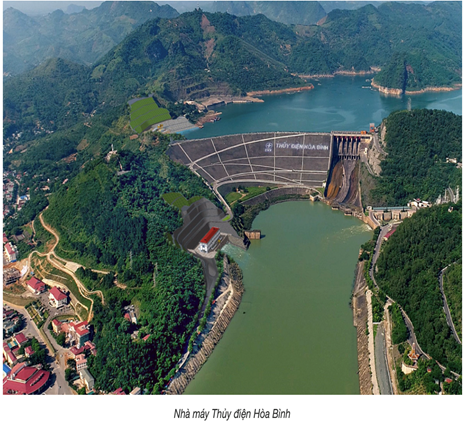 THỦY ĐIỆN HÒA BÌNH
Nhà máy Thủy điện Hòa Bình